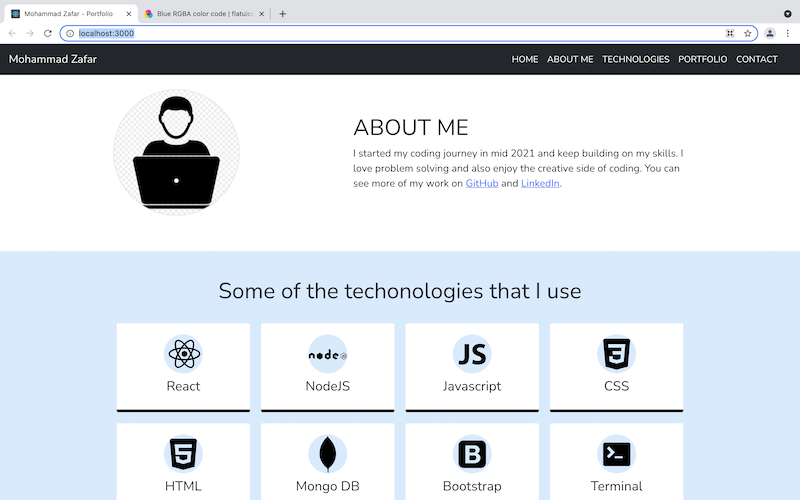 Mohammad Zafar - Portfolio
Blue RGBA color code | flatuico
localhost:3000
Mohammad Zafar
HOME ABOUT ME TECHNOLOGIES PORTFOLIO CONTACT
ABOUT ME
I started my coding journey in mid 2021 and keep building on my skills. I
love problem solving and also enjoy the creative side of coding. You can
see more of my work on GitHub and LinkedIn.
Some of the techonologies that I use
node
JS
3
React
NodeJS
Javascript
CSS
5
B
HTML
Mongo DB
Bootstrap
Terminal